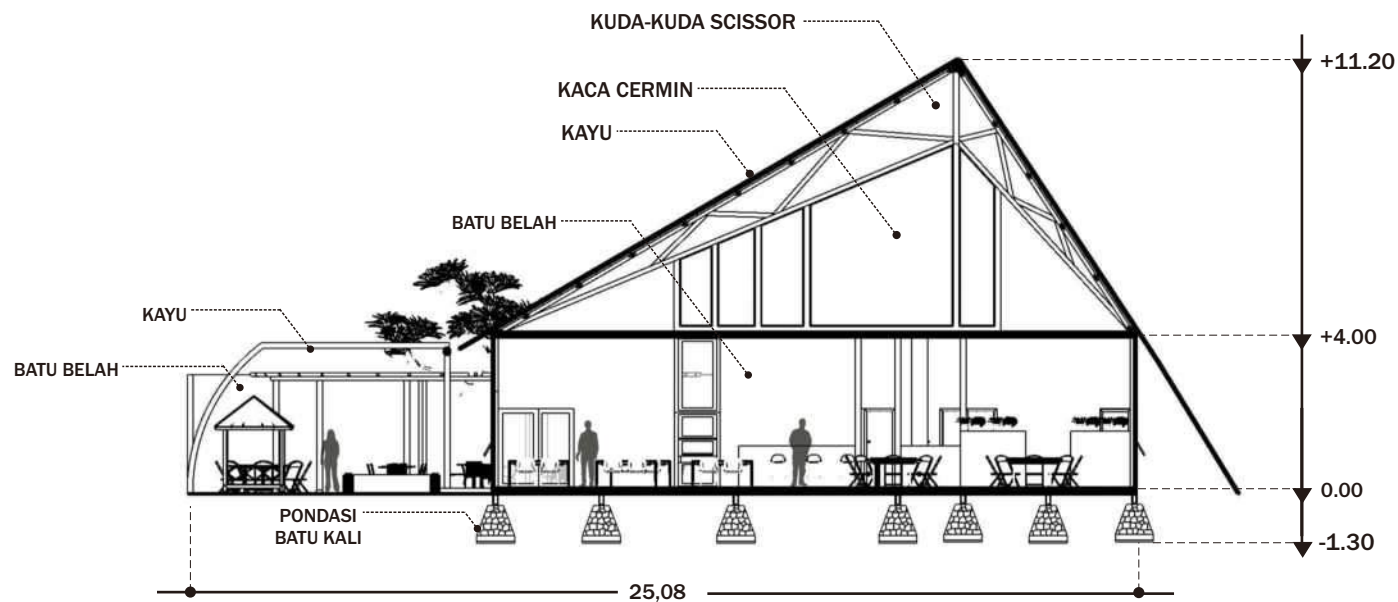 KUDA-KUDA SCISSOR
+11.20
KACA CERMIN
KAYU
BATU BELAH
KAYU
+4.00
BATU BELAH
0.00
PONDASI
BATU KALI
-1.30
25,08